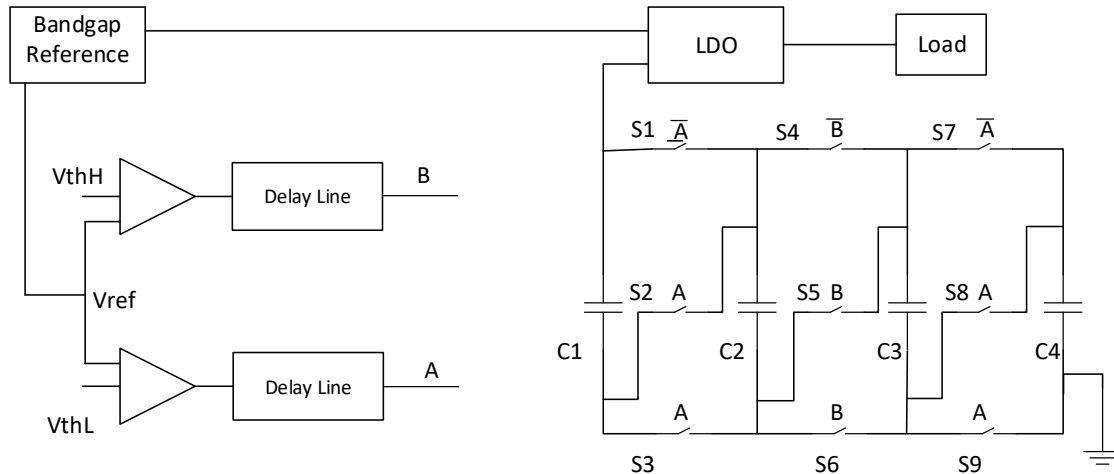 Bandgap
Reference
LDO
Load
S1
A̅
S4
B̅
S7
A̅
VthH
Delay Line
B
Vref
S2
A
S5
B
S8
A
C1
C2
C3
C4
VthL
Delay Line
A
A
B
A
S3
S6
S9